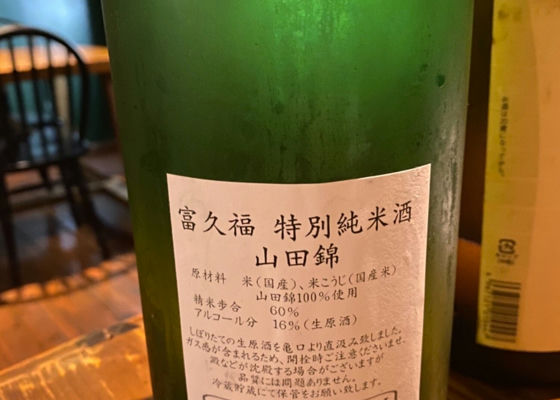 富久福 特別純米酒
山田錦
原材料 米(国産)、米こうじ(国産米)
山田錦100%使用
精米歩合 60%
アルコール分 16%(生原酒)
しぼりたての生原酒を亀口より直汲み致しました。
ガス感が含まれるため、開栓時ご注意くださいませ。
澱などが沈殿する場合がございますが
品質には問題ありません。
冷蔵貯蔵にて保管をお願い致します。